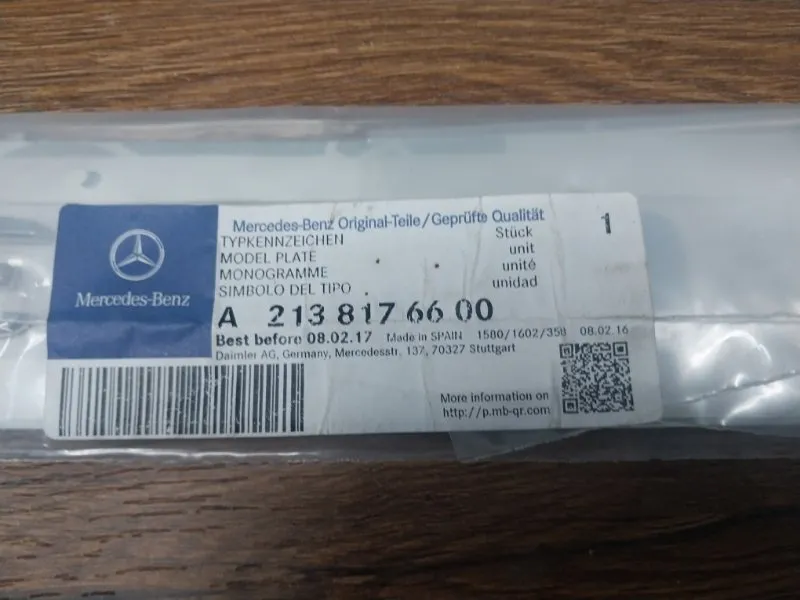 Mercedes-Benz Original-Teile/Geprüfte Qualität
TYPKENNZEICHEN Stück 1
MODEL PLATE unit
MONOGRAMME unité
SIMBOLO DEL TIPO unidad
Mercedes-Benz
A 213 817 66 00
Best before 08.02.17 Made in SPAIN 1580/1602/358 08.02.16
Daimler AG, Germany, Mercedesstr. 137, 70327 Stuttgart
More information on
http://p.mb-qr.com